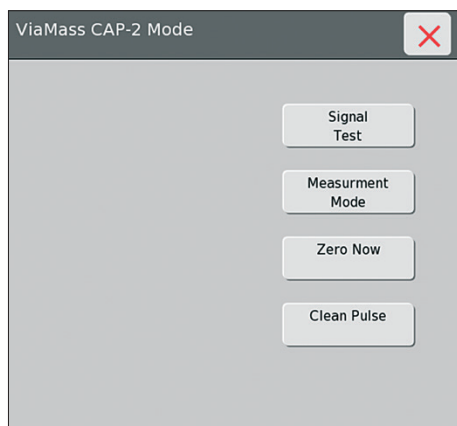 ViaMass CAP-2 Mode
Signal
Test
Measurment
Mode
Zero Now
Clean Pulse